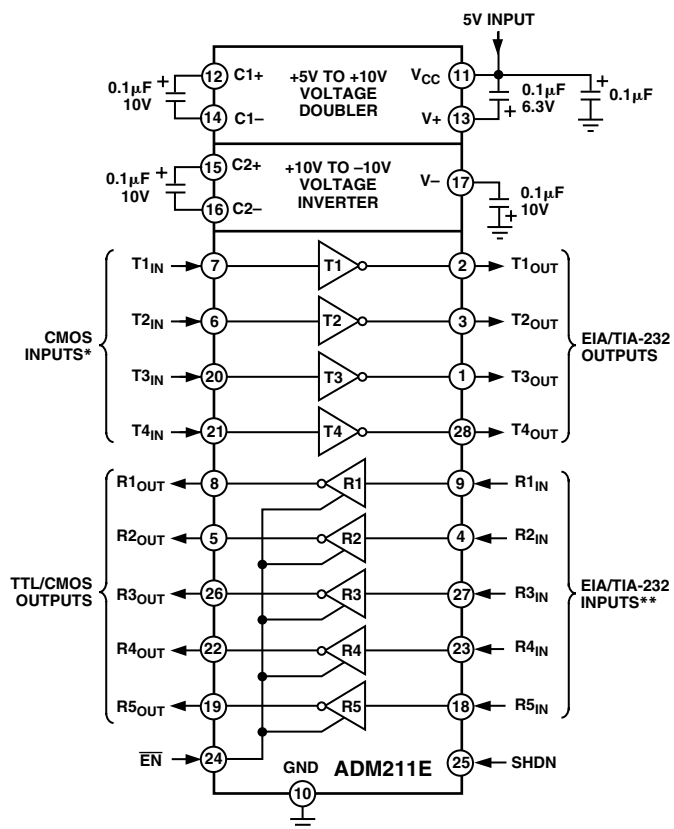 5V INPUT
12 C1+ +5V TO +10V VOLTAGE DOUBLER VCC 11
0.1µF 10V +
14 C1– V+ 13
0.1µF 6.3V +
+ 0.1µF
15 C2+ +10V TO –10V VOLTAGE INVERTER V– 17
0.1µF 10V +
16 C2–
0.1µF 10V +
T1IN 7 T1 2 T1OUT
T2IN 6 T2 3 T2OUT
CMOS INPUTS*
EIA/TIA-232 OUTPUTS
T3IN 20 T3 1 T3OUT
T4IN 21 T4 28 T4OUT
R1OUT 8 R1 9 R1IN
R2OUT 5 R2 4 R2IN
TTL/CMOS OUTPUTS
EIA/TIA-232 INPUTS**
R3OUT 26 R3 27 R3IN
R4OUT 22 R4 23 R4IN
R5OUT 19 R5 18 R5IN
EN 24 GND ADM211E 25 SHDN
10